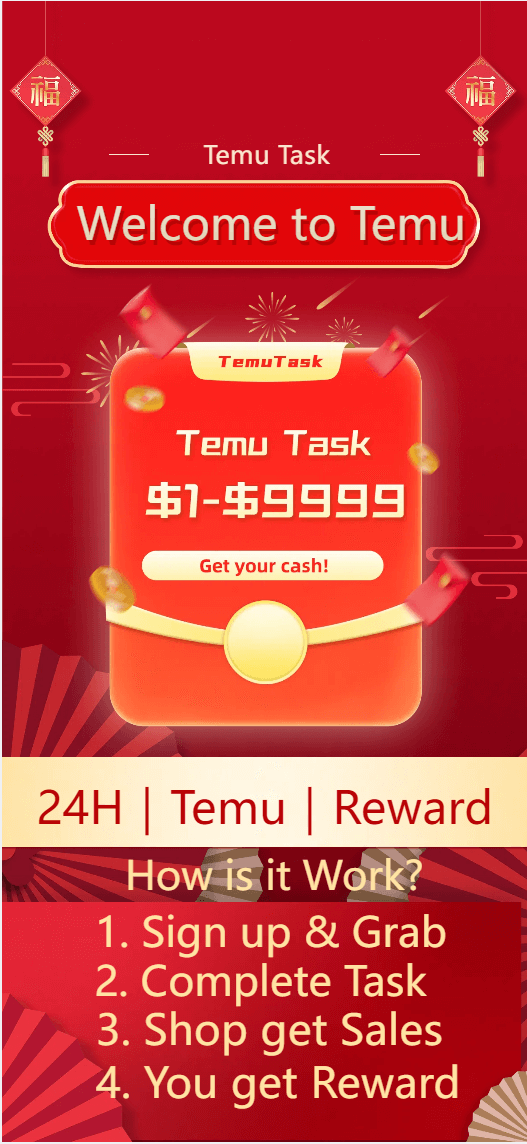 福
福
Temu Task
Welcome to Temu
TemuTask
Temu Task
$1-$9999
Get your cash!
24H | Temu | Reward
How is it Work?
1. Sign up & Grab
2. Complete Task
3. Shop get Sales
4. You get Reward